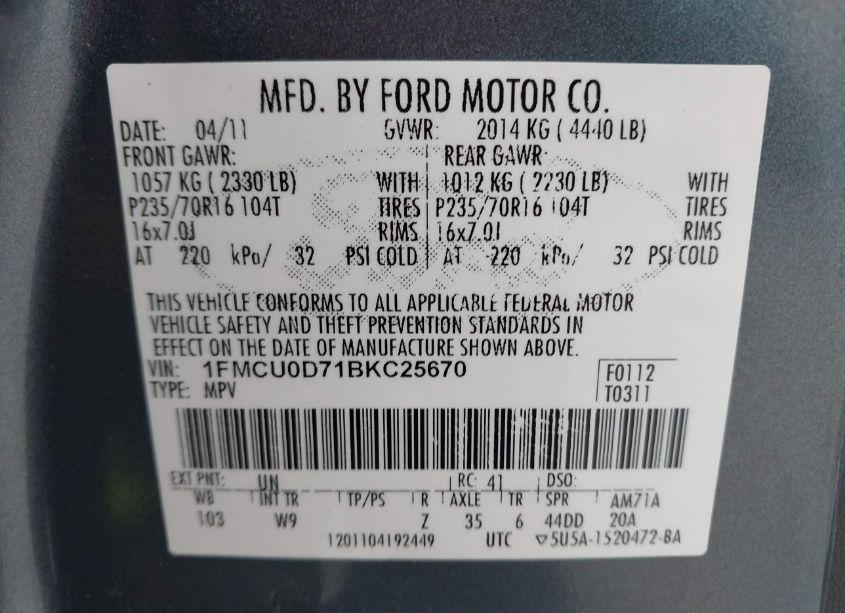 MFD. BY FORD MOTOR CO.
DATE: 04/11 GVWR: 2014 KG ( 4440 LB)
FRONT GAWR: REAR GAWR:
1057 KG ( 2330 LB) WITH 1012 KG ( 2230 LB) WITH
P235/70R16 104T TIRES P235/70R16 104T TIRES
16x7.0J RIMS 16x7.0J RIMS
AT 220 kPa/ 32 PSI COLD AT 220 kPa/ 32 PSI COLD
THIS VEHICLE CONFORMS TO ALL APPLICABLE FEDERAL MOTOR
VEHICLE SAFETY AND THEFT PREVENTION STANDARDS IN
EFFECT ON THE DATE OF MANUFACTURE SHOWN ABOVE.
VIN: 1FMCU0D71BKC25670 F0112
TYPE: MPV T0311
EXT PNT: UN RC: 41 DSO:
WB INT TR TP/PS R AXLE TR SPR AM71A
103 W9 Z 35 6 44DD 20A
1201104192449 UTC ▽5U5A-1520472-BA